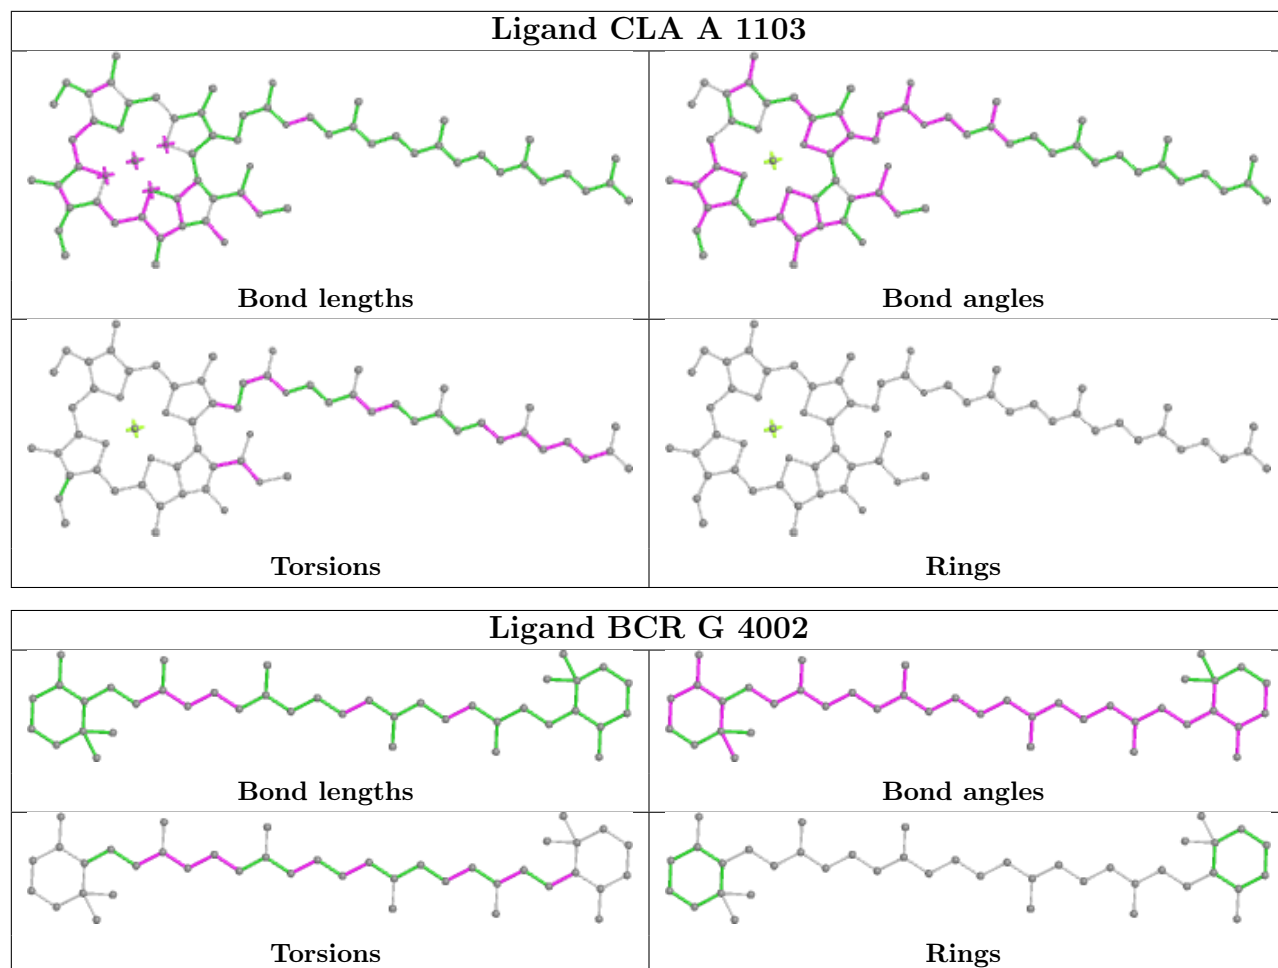 Ligand CLA A 1103
Bond lengths Bond angles
Torsions Rings
Ligand BCR G 4002
Bond lengths Bond angles
Torsions Rings